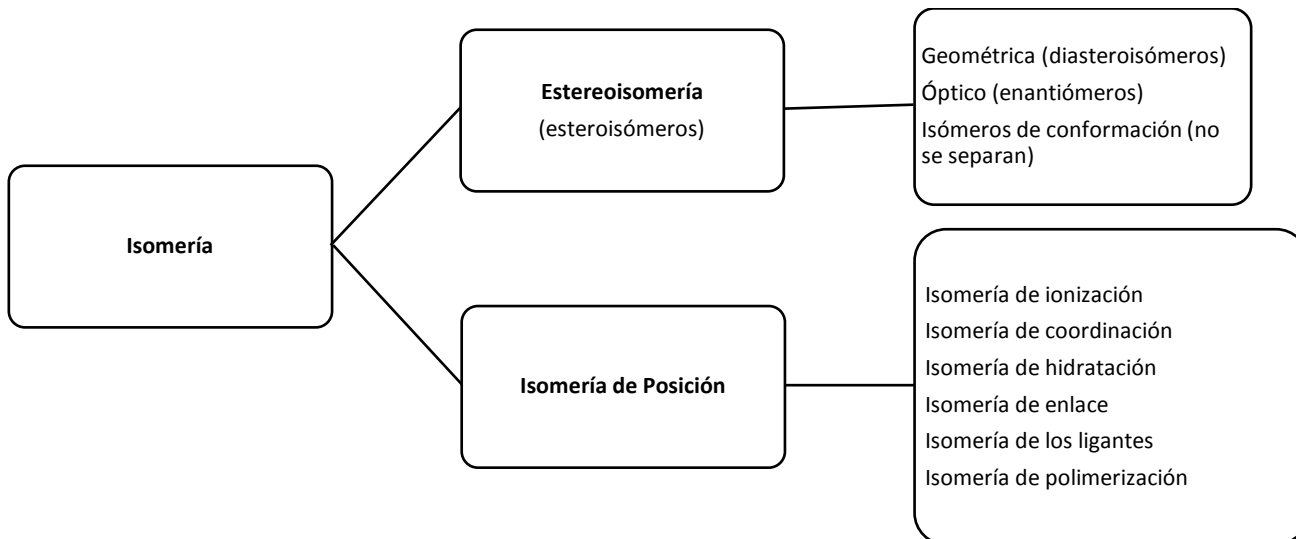 Isomería
Estereoisomería
(esteroisómeros)
Geométrica (diasteroisómeros)
Óptico (enantiómeros)
Isómeros de conformación (no
se separan)
Isomería de Posición
Isomería de ionización
Isomería de coordinación
Isomería de hidratación
Isomería de enlace
Isomería de los ligantes
Isomería de polimerización